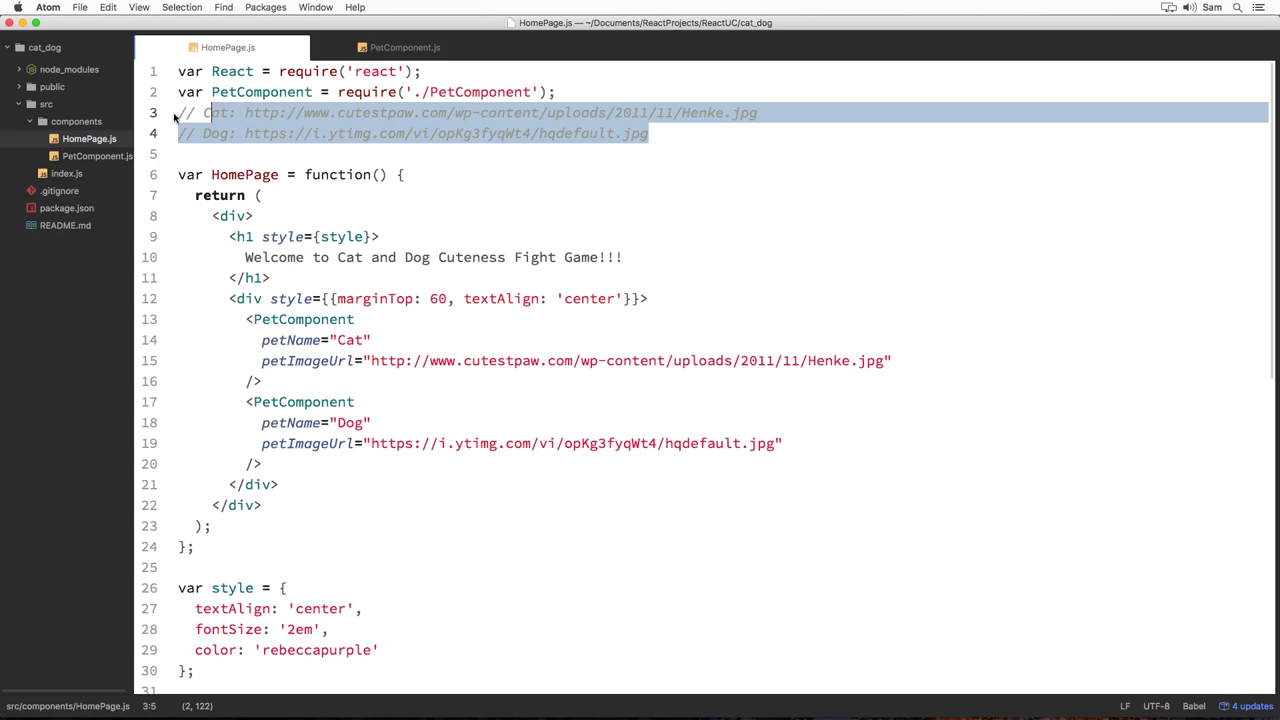 Atom File Edit View Selection Find Packages Window Help Sam
HomePage.js — ~/Documents/ReactProjects/ReactUC/cat_dog
cat_dog
node_modules
public
src
components
HomePage.js
PetComponent.js
index.js
.gitignore
package.json
README.md
HomePage.js PetComponent.js
1 var React = require('react');
2 var PetComponent = require('./PetComponent');
3 // Cat: http://www.cutestpaw.com/wp-content/uploads/2011/11/Henke.jpg
4 // Dog: https://i.ytimg.com/vi/opKg3fyqWt4/hqdefault.jpg
5
6 var HomePage = function() {
7 return (
8 <div>
9 <h1 style={style}>
10 Welcome to Cat and Dog Cuteness Fight Game!!!
11 </h1>
12 <div style={{marginTop: 60, textAlign: 'center'}}>
13 <PetComponent
14 petName="Cat"
15 petImageUrl="http://www.cutestpaw.com/wp-content/uploads/2011/11/Henke.jpg"
16 />
17 <PetComponent
18 petName="Dog"
19 petImageUrl="https://i.ytimg.com/vi/opKg3fyqWt4/hqdefault.jpg"
20 />
21 </div>
22 </div>
23 );
24 };
25
26 var style = {
27 textAlign: 'center',
28 fontSize: '2em',
29 color: 'rebeccapurple'
30 };
31
src/components/HomePage.js 3:5 (2, 122) LF UTF-8 Babel 4 updates